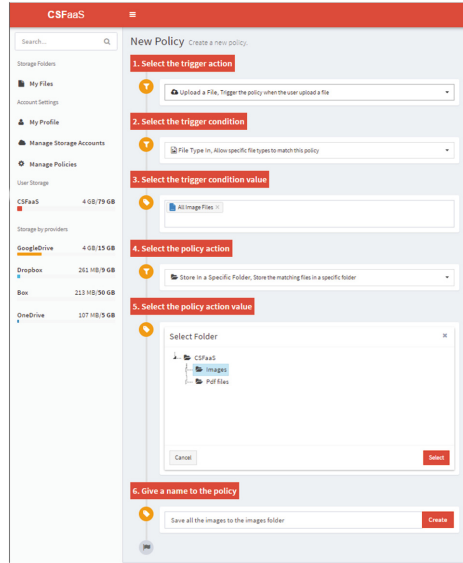 CSFaaS
Search...
Storage Folders
My Files
Account Settings
My Profile
Manage Storage Accounts
Manage Policies
User Storage
CSFaaS 4 GB/79 GB
Storage by providers
GoogleDrive 4 GB/15 GB
Dropbox 261 MB/9 GB
Box 213 MB/50 GB
OneDrive 107 MB/5 GB
New Policy Create a new policy.
1. Select the trigger action
Upload a File, Trigger the policy when the user upload a file
2. Select the trigger condition
File Type In, Allow specific file types to match this policy
3. Select the trigger condition value
All Image Files ×
4. Select the policy action
Store in a Specific Folder, Store the matching files in a specific folder
5. Select the policy action value
Select Folder ×
CSFaaS
Images
Pdf files
Cancel Select
6. Give a name to the policy
Save all the images to the images folder Create